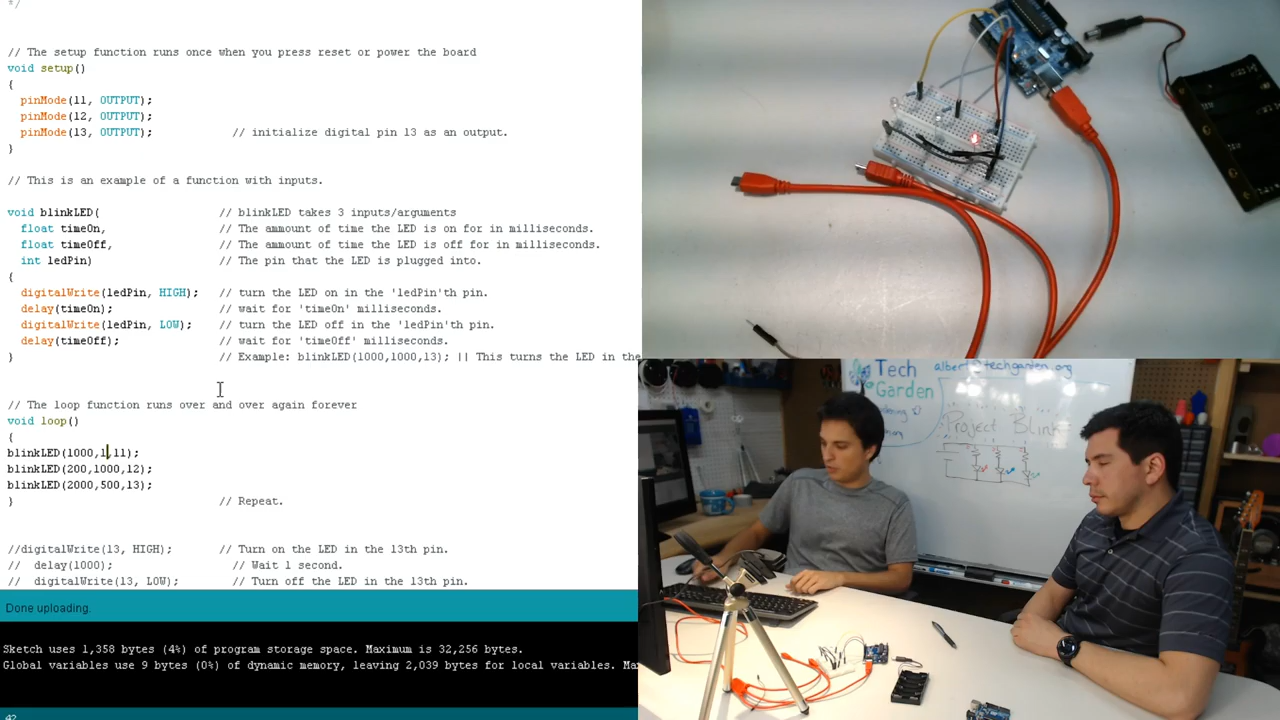 */
// The setup function runs once when you press reset or power the board
void setup()
{
pinMode(11, OUTPUT);
pinMode(12, OUTPUT);
pinMode(13, OUTPUT); // initialize digital pin 13 as an output.
}
// This is an example of a function with inputs.
void blinkLED( // blinkLED takes 3 inputs/arguments
float timeOn, // The ammount of time the LED is on for in milliseconds.
float timeOff, // The ammount of time the LED is off for in milliseconds.
int ledPin) // The pin that the LED is plugged into.
{
digitalWrite(ledPin, HIGH); // turn the LED on in the 'ledPin'th pin.
delay(timeOn); // wait for 'timeOn' milliseconds.
digitalWrite(ledPin, LOW); // turn the LED off in the 'ledPin'th pin.
delay(timeOff); // wait for 'timeOff' milliseconds.
} // Example: blinkLED(1000,1000,13); || This turns the LED in the
// The loop function runs over and over again forever
void loop()
{
blinkLED(1000,1,11);
blinkLED(200,1000,12);
blinkLED(2000,500,13);
} // Repeat.
//digitalWrite(13, HIGH); // Turn on the LED in the 13th pin.
// delay(1000); // Wait 1 second.
// digitalWrite(13, LOW); // Turn off the LED in the 13th pin.
Done uploading.
Sketch uses 1,358 bytes (4%) of program storage space. Maximum is 32,256 bytes.
Global variables use 9 bytes (0%) of dynamic memory, leaving 2,039 bytes for local variables.
42
Tech
Garden
albert@techgarden.org
Project Blink